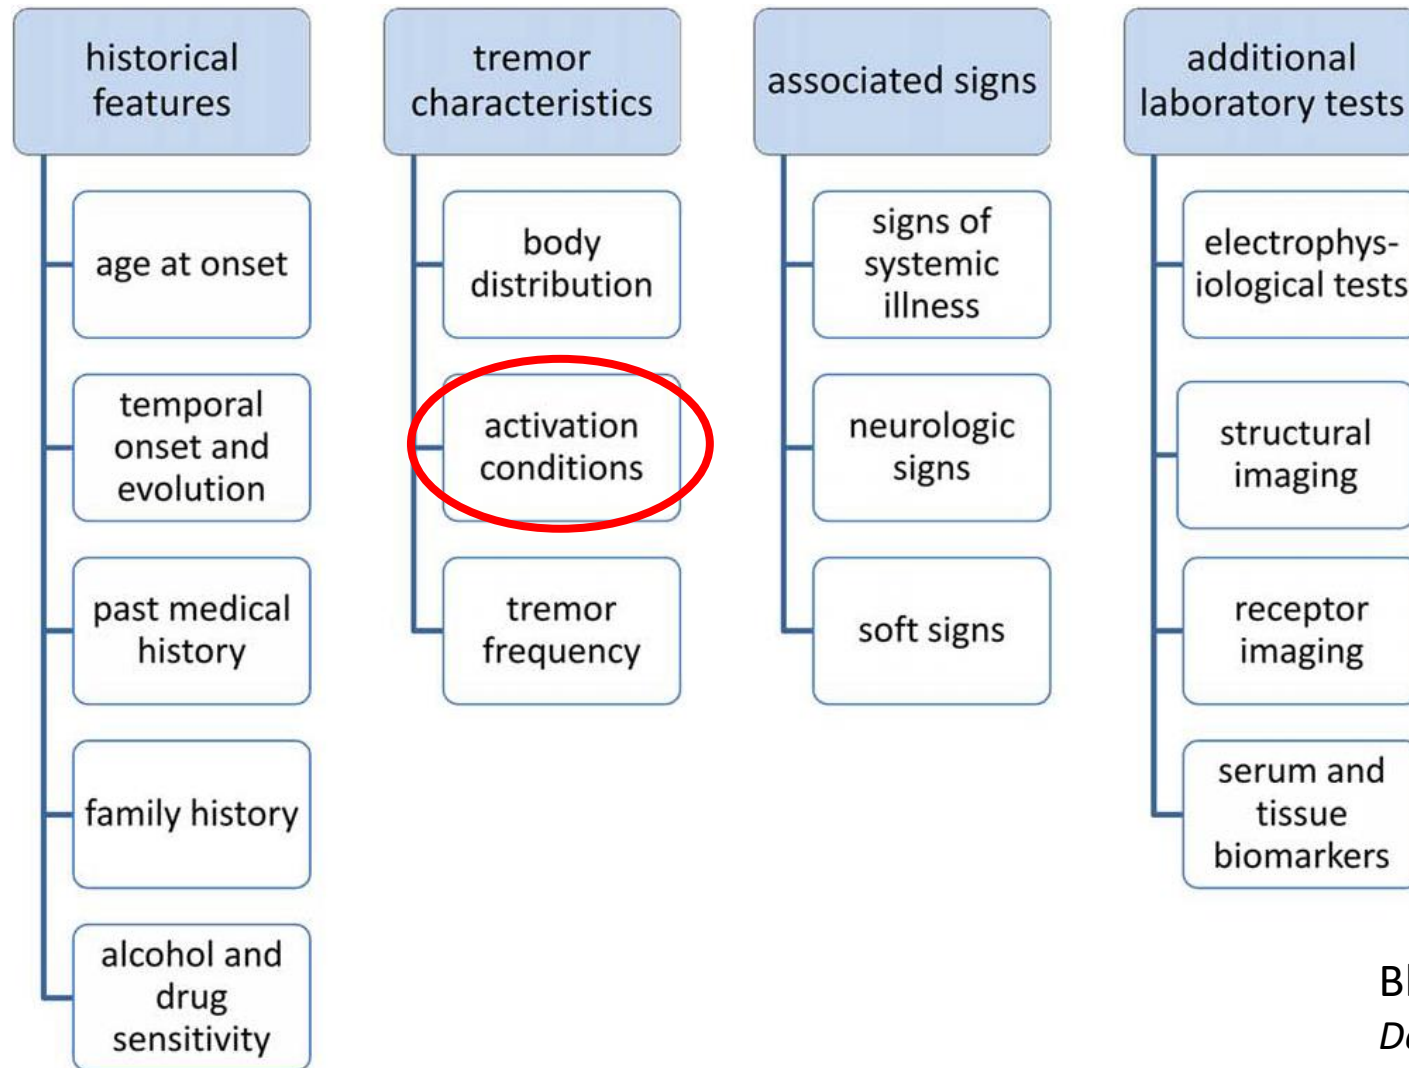 historical
features
age at onset
temporal
onset and
evolution
past medical
history
family history
alcohol and
drug
sensitivity
tremor
characteristics
body
distribution
activation
conditions
tremor
frequency
associated signs
signs of
systemic
illness
neurologic
signs
soft signs
additional
laboratory tests
electrophys-
iological tests
structural
imaging
receptor
imaging
serum and
tissue
biomarkers